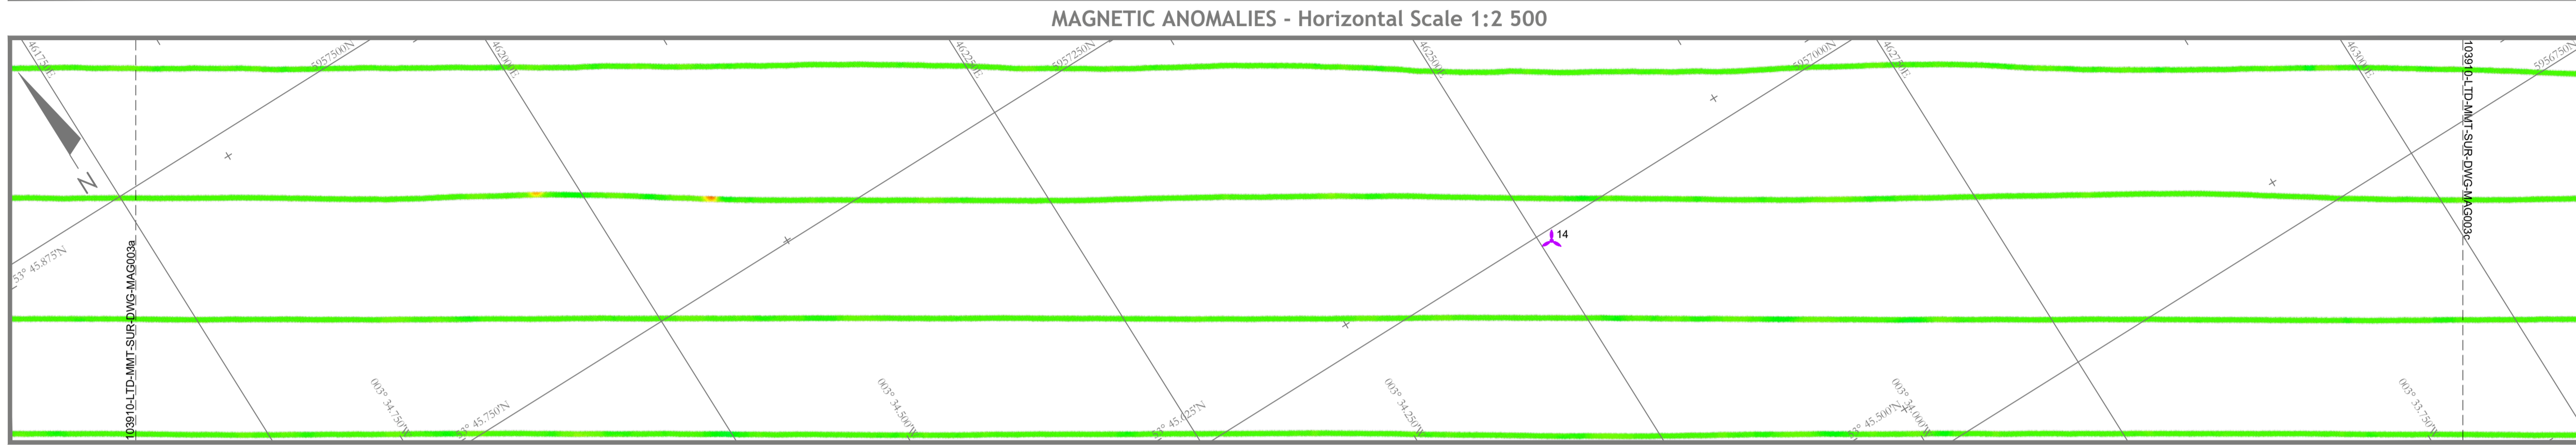 MAGNETIC ANOMALIES - Horizontal Scale 1:2 500
461750E
5957500N
462000E
462250E
5957250N
462500E
5957000N
462750E
463000E
5956750N
N
103910-LTD-MMT-SUR-DWG-MAG003a
103910-LTD-MMT-SUR-DWG-MAG003c
14
53° 45.875'N
003° 34.750'W
53° 45.750'N
003° 34.500'W
53° 45.625'N
003° 34.250'W
53° 45.500'N
003° 34.000'W
003° 33.750'W